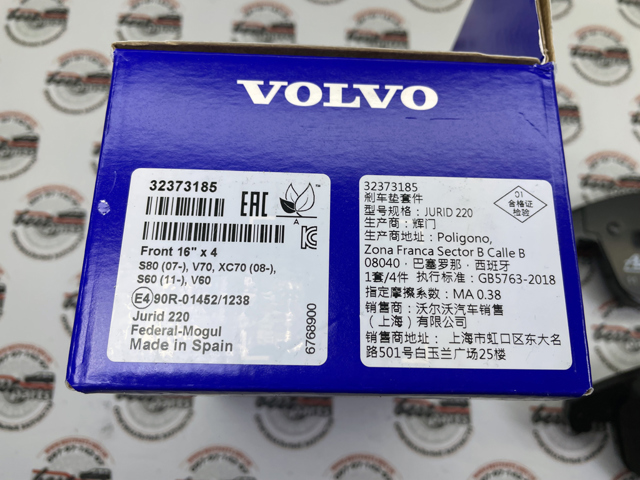 VOLVO
32373185
EAC
TM
A
Front 16" x 4
S80 (07-), V70, XC70 (08-),
S60 (11-), V60
E4 90R-01452/1238
Jurid 220
Federal-Mogul
Made in Spain
6768900
32373185
刹车垫套件
型号规格：JURID 220
生产商：辉门
生产商地址：Poligono,
Zona Franca Sector B Calle B
08040 · 巴塞罗那 · 西班牙
1套/4件 执行标准：GB5763-2018
指定摩擦系数：MA 0.38
销售商：沃尔沃汽车销售
（上海）有限公司
销售商地址： 上海市虹口区东大名
路501号白玉兰广场25楼
01
合格证
检验